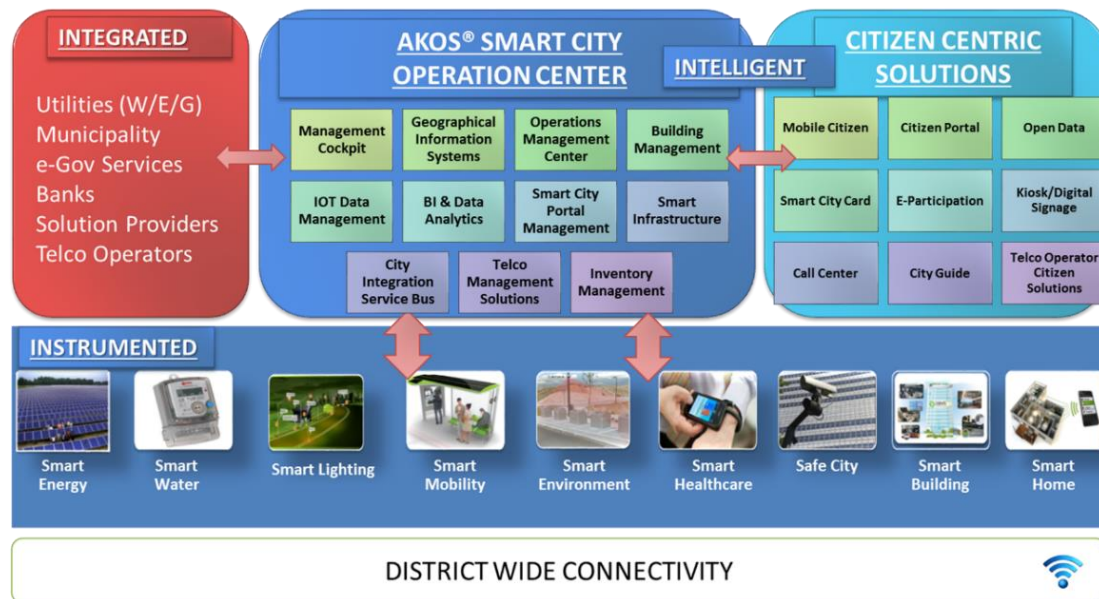 INTEGRATED
Utilities (W/E/G)
Municipality
e-Gov Services
Banks
Solution Providers
Telco Operators
AKOS® SMART CITY
OPERATION CENTER
INTELLIGENT
Management
Cockpit
Geographical
Information
Systems
Operations
Management
Center
Building
Management
IOT Data
Management
BI & Data
Analytics
Smart City
Portal
Management
Smart
Infrastructure
City
Integration
Service Bus
Telco
Management
Solutions
Inventory
Management
CITIZEN CENTRIC
SOLUTIONS
Mobile Citizen
Citizen Portal
Open Data
Smart City Card
E-Participation
Kiosk/Digital
Signage
Call Center
City Guide
Telco Operator
Citizen
Solutions
INSTRUMENTED
Smart
Energy
Smart
Water
Smart Lighting
Smart
Mobility
Smart
Environment
Smart
Healthcare
Safe City
Smart
Building
Smart
Home
DISTRICT WIDE CONNECTIVITY